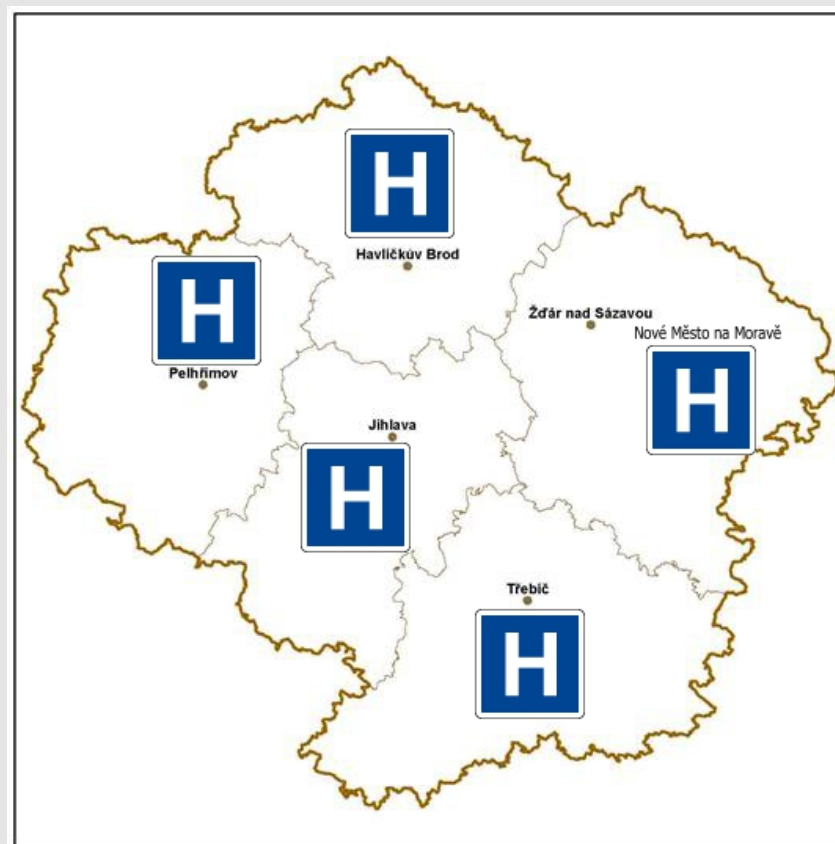 H
Havlíčkův Brod
Žďár nad Sázavou
Nové Město na Moravě
H
Pelhřimov
H
Jihlava
H
Třebíč
H